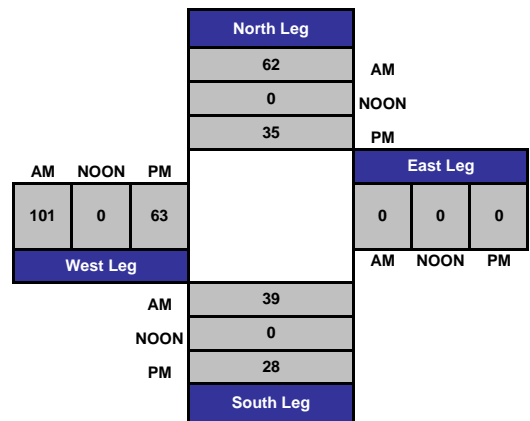 North Leg
62 AM
0 NOON
35 PM
AM NOON PM
East Leg
101 0 63
0 0 0
West Leg
AM NOON PM
AM 39
NOON 0
PM 28
South Leg